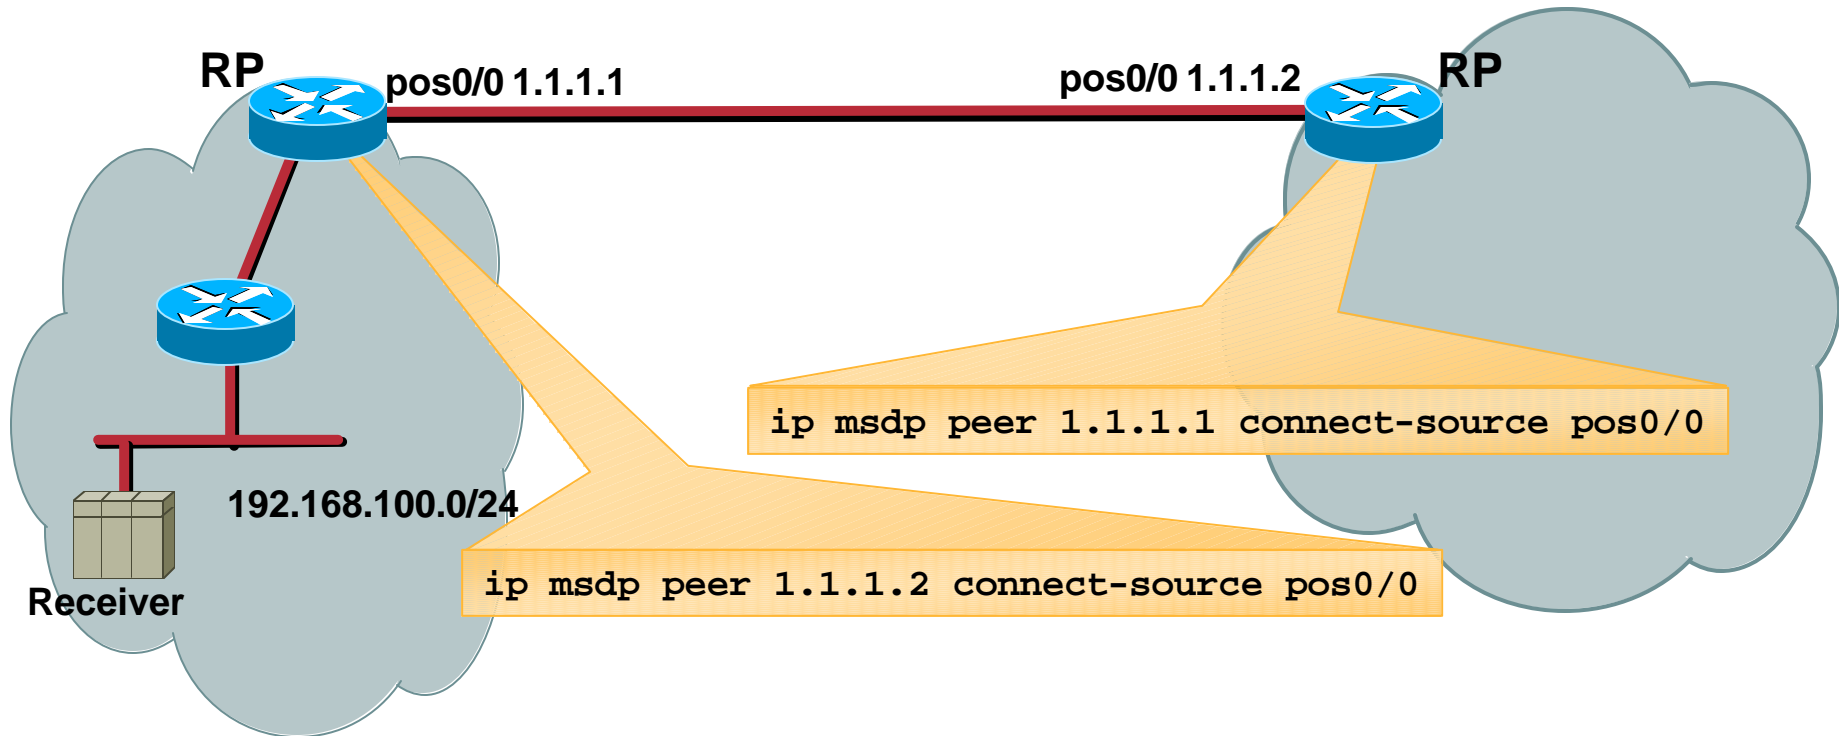 RP
pos0/0 1.1.1.1
pos0/0 1.1.1.2
RP
ip msdp peer 1.1.1.1 connect-source pos0/0
192.168.100.0/24
ip msdp peer 1.1.1.2 connect-source pos0/0
Receiver